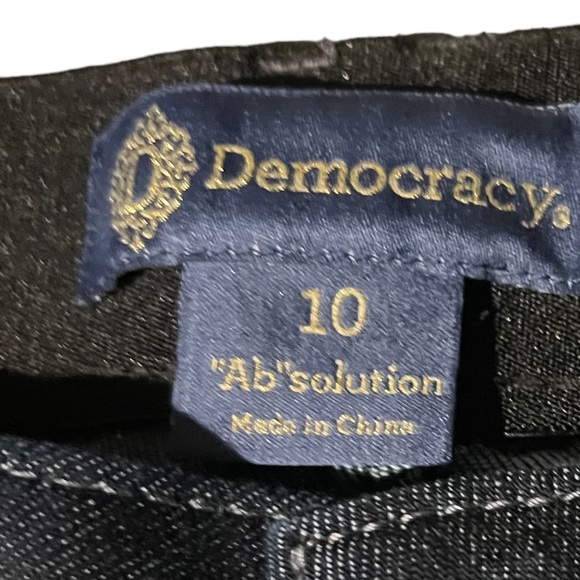 D
Democracy®
10
"Ab"solution
Made in China